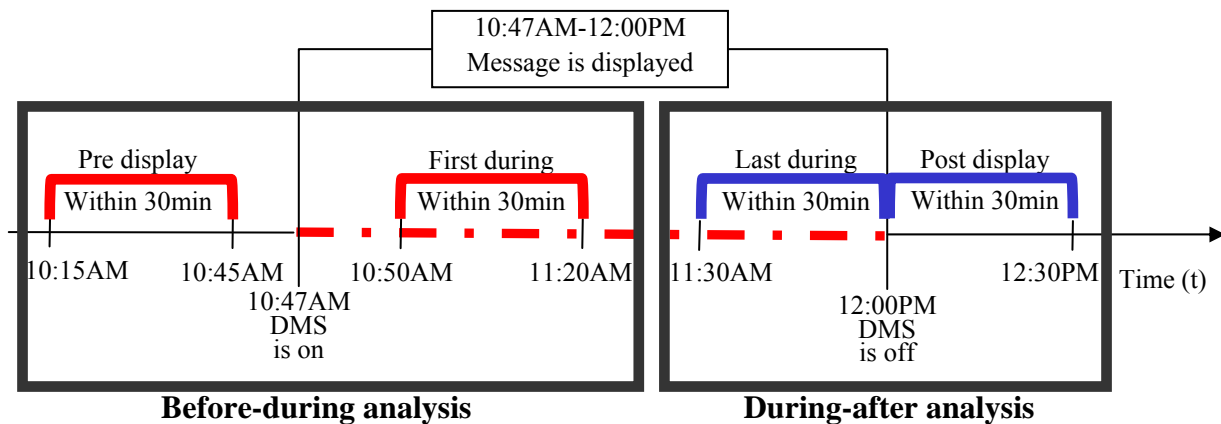 10:47AM-12:00PM
Message is displayed
Pre display
Within 30min
First during
Within 30min
Last during
Within 30min
Post display
Within 30min
10:15AM
10:45AM
10:47AM
DMS
is on
10:50AM
11:20AM
11:30AM
12:00PM
DMS
is off
12:30PM
Time (t)
Before-during analysis
During-after analysis